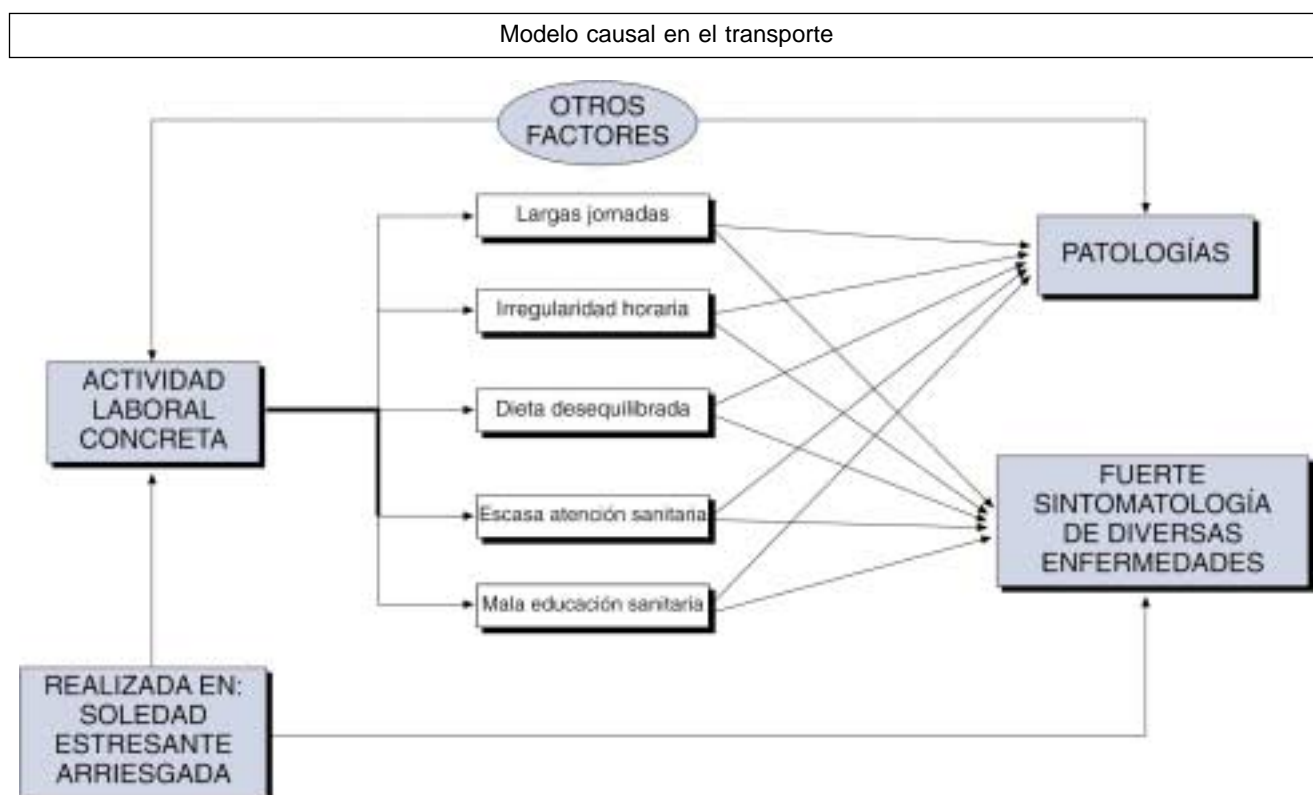 Modelo causal en el transporte
OTROS
FACTORES
Largas jornadas
PATOLOGÍAS
Irregularidad horaria
ACTIVIDAD
LABORAL
CONCRETA
Dieta desequilibrada
Escasa atención sanitaria
FUERTE
SINTOMATOLOGÍA
DE DIVERSAS
ENFERMEDADES
Mala educación sanitaria
REALIZADA EN:
SOLEDAD
ESTRESANTE
ARRIESGADA